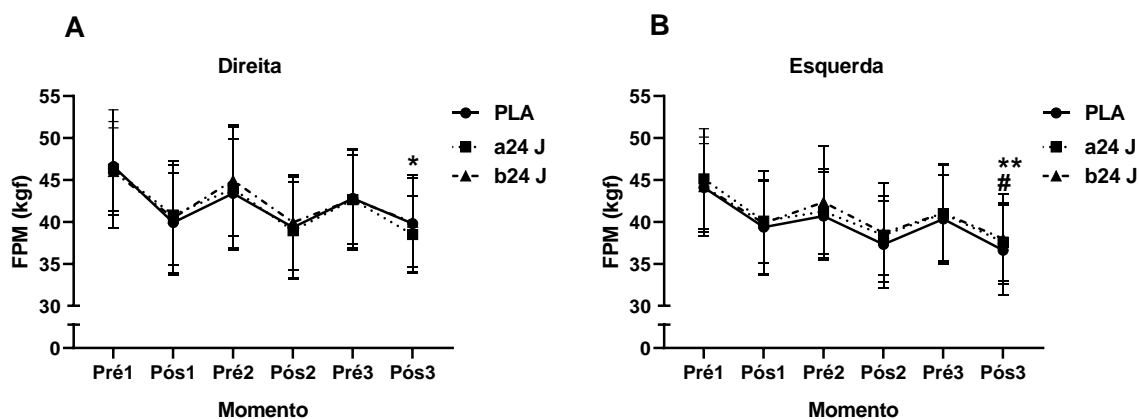 A
Direita
FPM (kgf)
55
50
45
40
35
30
0
*
PLA
a24 J
b24 J
Pré1 Pós1 Pré2 Pós2 Pré3 Pós3
Momento
B
Esquerda
FPM (kgf)
55
50
45
40
35
30
0
**
#
PLA
a24 J
b24 J
Pré1 Pós1 Pré2 Pós2 Pré3 Pós3
Momento